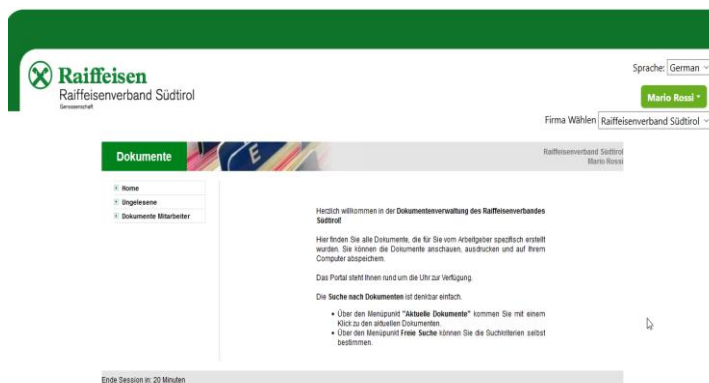 Sprache: German
Raiffeisen
Raiffeisenverband Südtirol
Genossenschaft
Mario Rossi
Firma Wählen Raiffeisenverband Südtirol
Dokumente
E
Raiffeisenverband Südtirol
Mario Rossi
Home
Ungelesene
Dokumente Mitarbeiter
Herzlich willkommen in der Dokumentenverwaltung des Raiffeisenverbandes
Südtirol!
Hier finden Sie alle Dokumente, die für Sie vom Arbeitgeber spezifisch erstellt
wurden. Sie können die Dokumente anschauen, ausdrucken und auf Ihrem
Computer abspeichern.
Das Portal steht Ihnen rund um die Uhr zur Verfügung.
Die Suche nach Dokumenten ist denkbar einfach.
• Über den Menüpunkt "Aktuelle Dokumente" kommen Sie mit einem
Klick zu den aktuellen Dokumenten.
• Über den Menüpunkt Freie Suche können Sie die Suchkriterien selbst
bestimmen.
Ende Session in: 20 Minuten